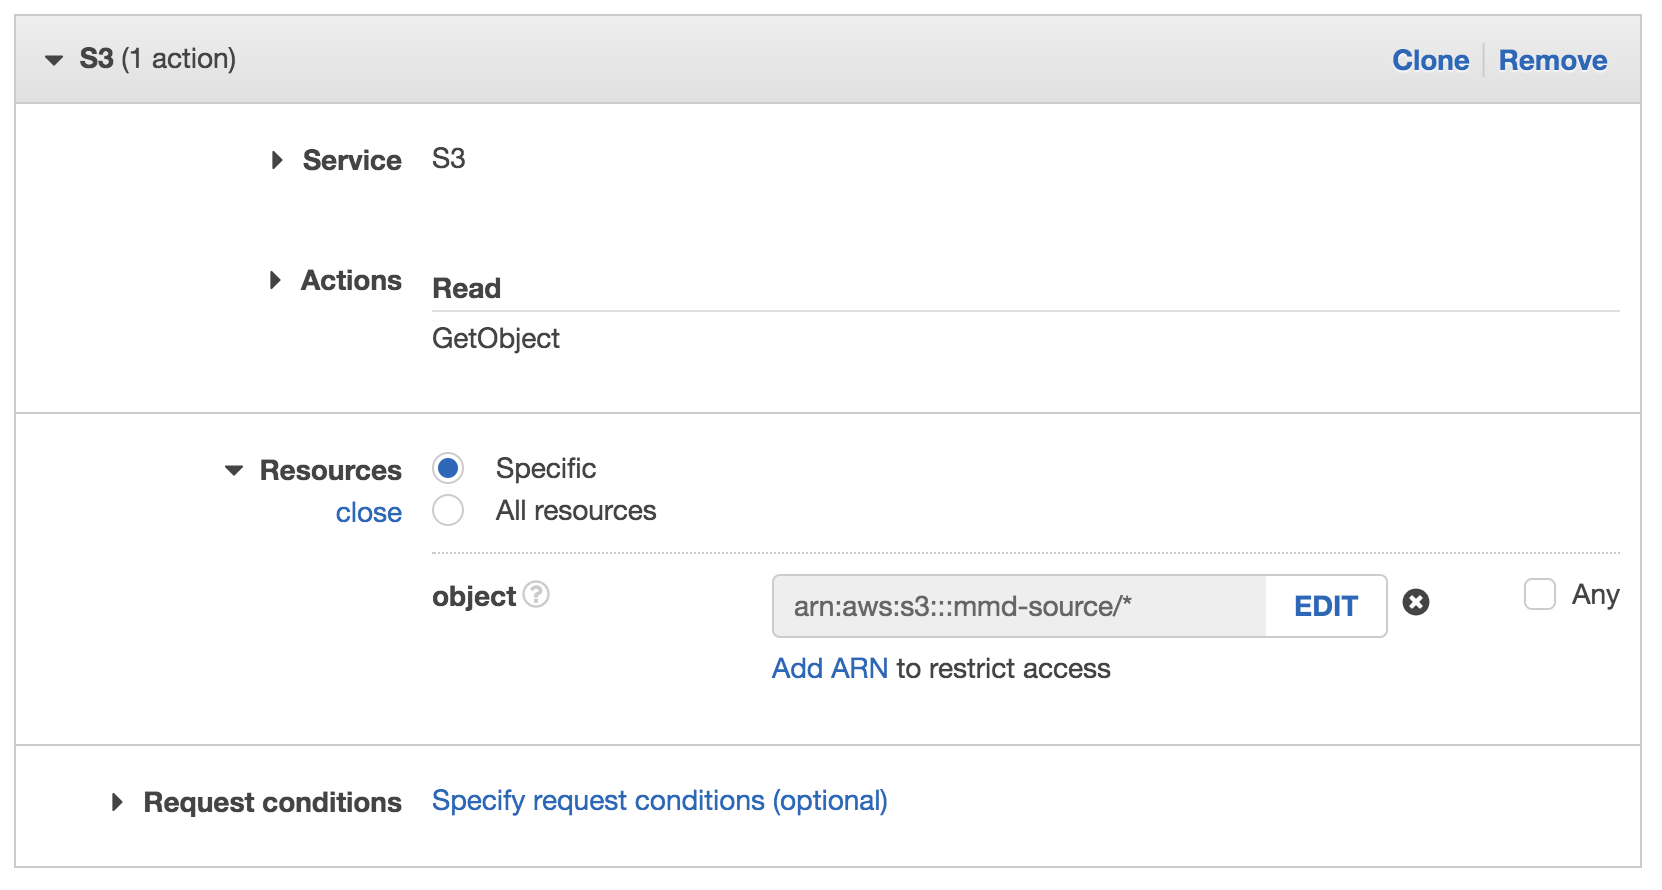 S3 (1 action)
Clone Remove
Service S3
Actions Read
GetObject
Resources Specific
close All resources
object ? arn:aws:s3:::mmd-source/* EDIT Any
Add ARN to restrict access
Request conditions Specify request conditions (optional)